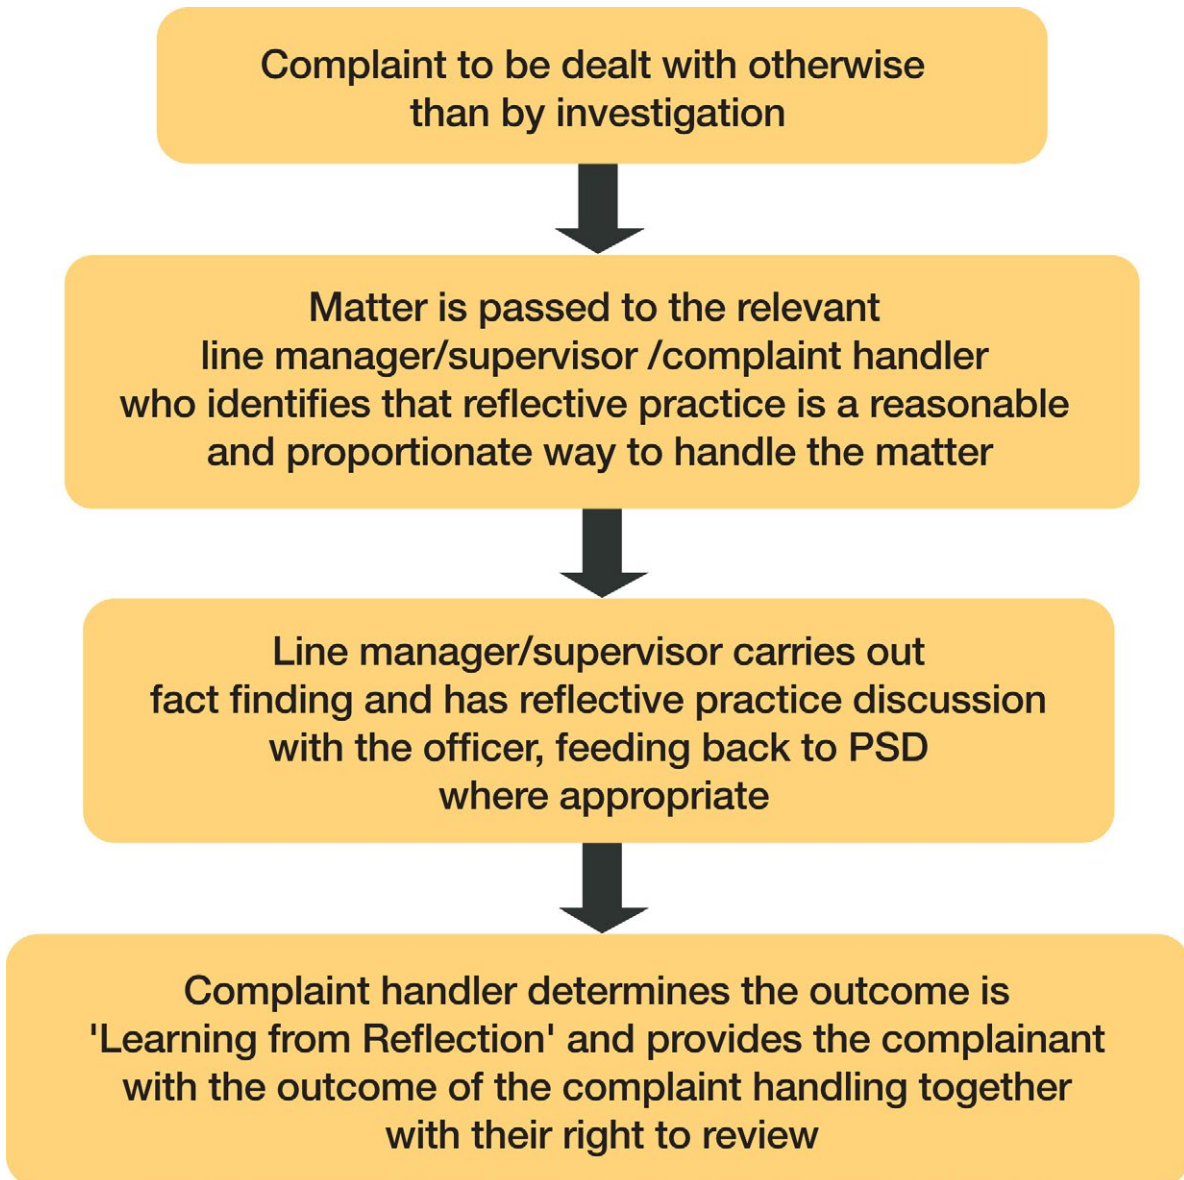 Complaint to be dealt with otherwise
than by investigation
Matter is passed to the relevant
line manager/supervisor /complaint handler
who identifies that reflective practice is a reasonable
and proportionate way to handle the matter
Line manager/supervisor carries out
fact finding and has reflective practice discussion
with the officer, feeding back to PSD
where appropriate
Complaint handler determines the outcome is
'Learning from Reflection' and provides the complainant
with the outcome of the complaint handling together
with their right to review